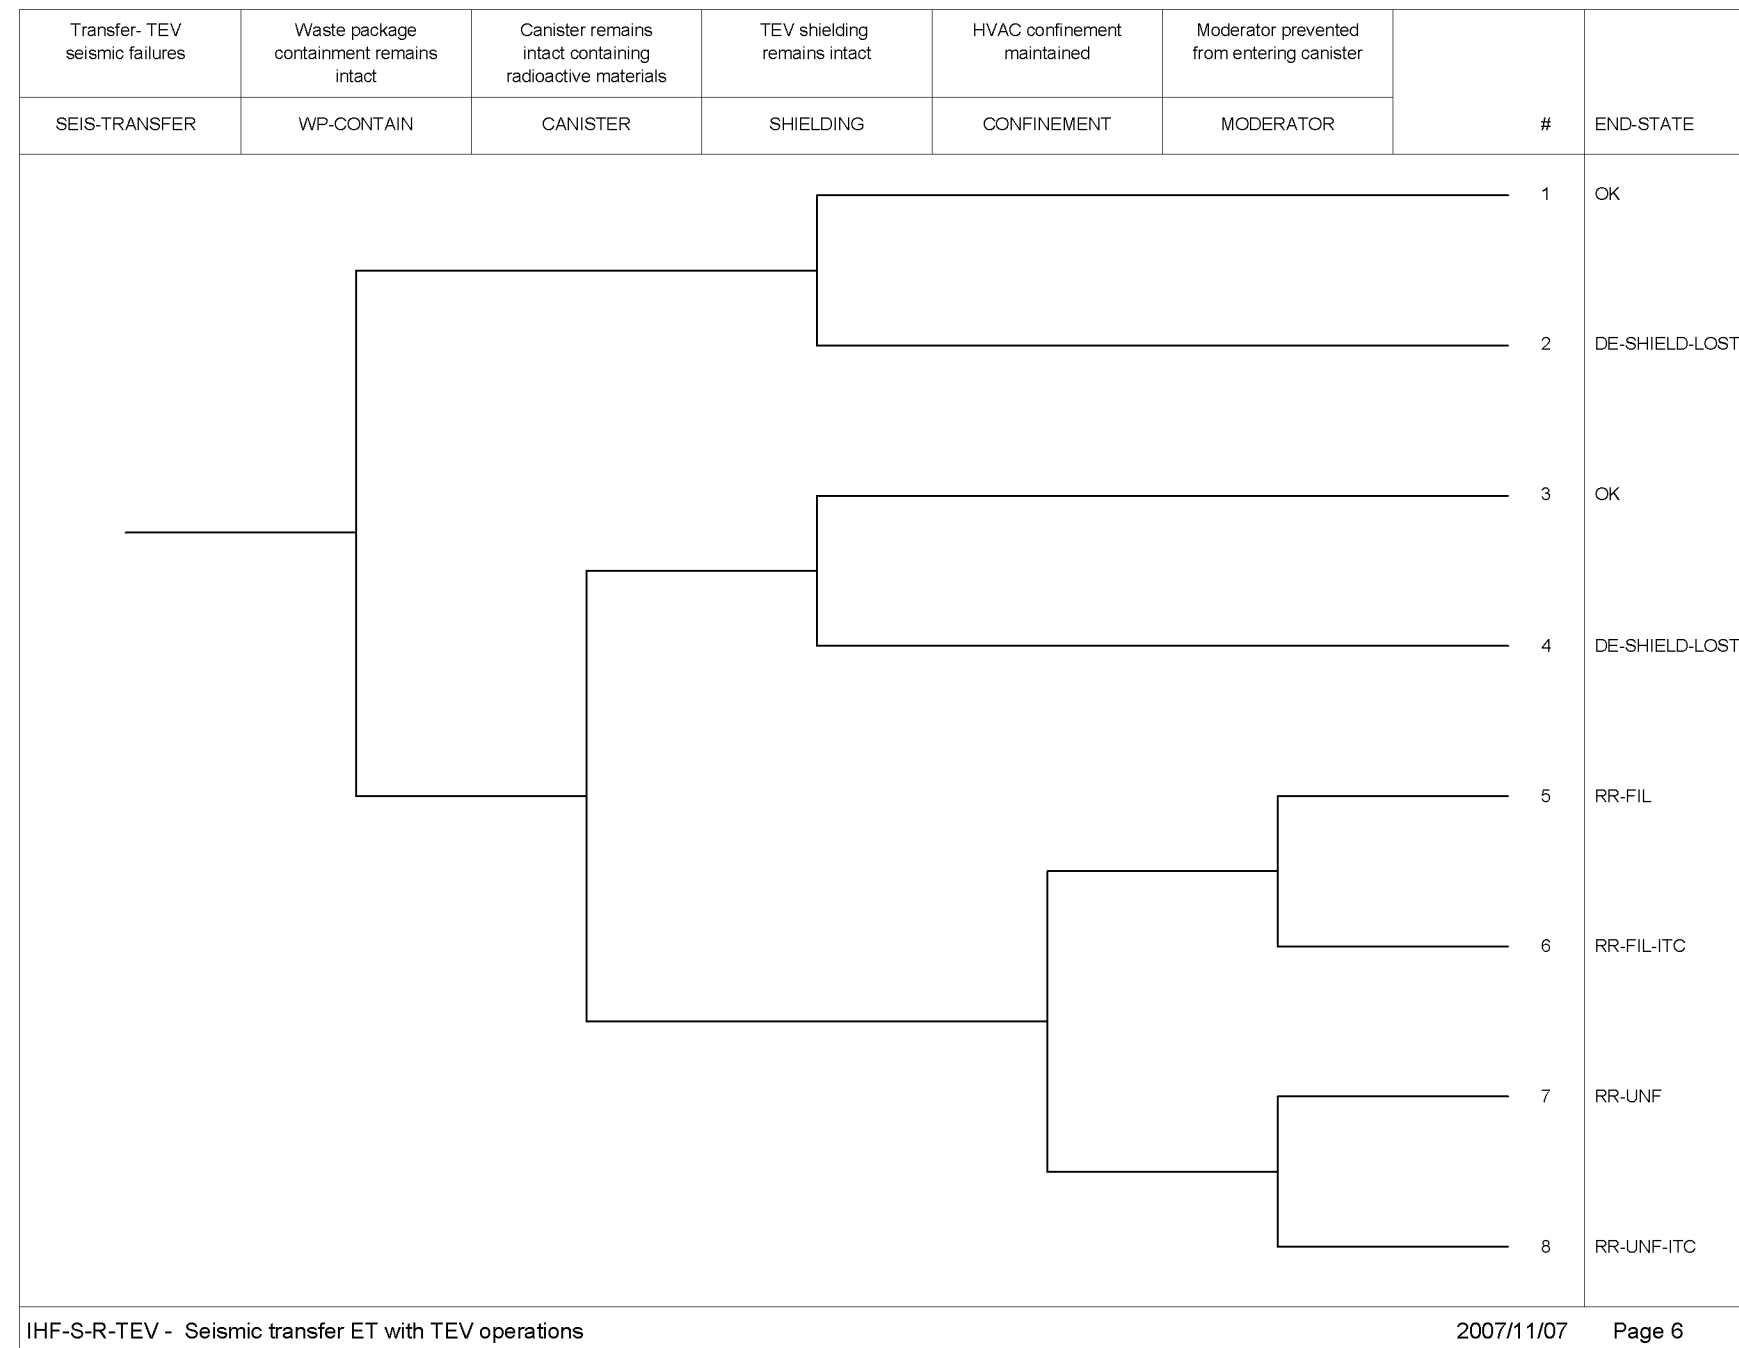 Transfer- TEV
seismic failures
Waste package
containment remains
intact
Canister remains
intact containing
radioactive materials
TEV shielding
remains intact
HVAC confinement
maintained
Moderator prevented
from entering canister
SEIS-TRANSFER
WP-CONTAIN
CANISTER
SHIELDING
CONFINEMENT
MODERATOR
#
END-STATE
1 OK
2 DE-SHIELD-LOST
3 OK
4 DE-SHIELD-LOST
5 RR-FIL
6 RR-FIL-ITC
7 RR-UNF
8 RR-UNF-ITC
IHF-S-R-TEV - Seismic transfer ET with TEV operations 2007/11/07 Page 6